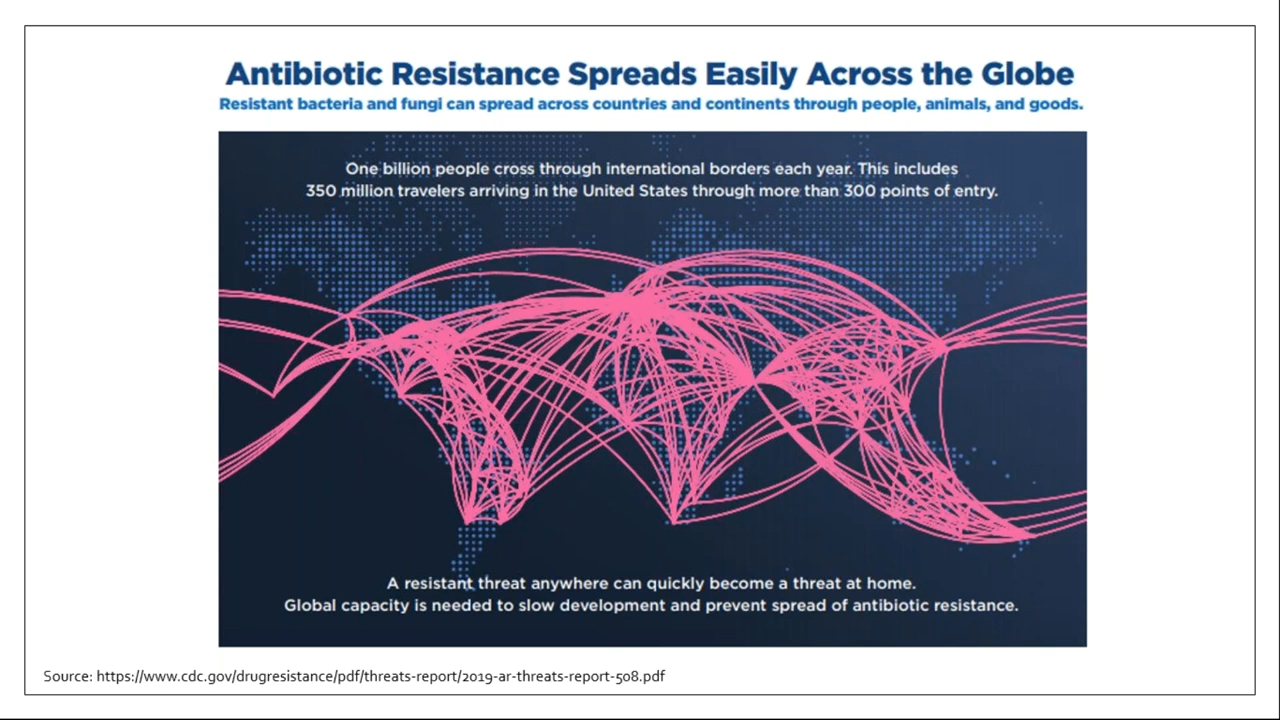 Antibiotic Resistance Spreads Easily Across the Globe
Resistant bacteria and fungi can spread across countries and continents through people, animals, and goods.
One billion people cross through international borders each year. This includes
350 million travelers arriving in the United States through more than 300 points of entry.
A resistant threat anywhere can quickly become a threat at home.
Global capacity is needed to slow development and prevent spread of antibiotic resistance.
Source: https://www.cdc.gov/drugresistance/pdf/threats-report/2019-ar-threats-report-508.pdf